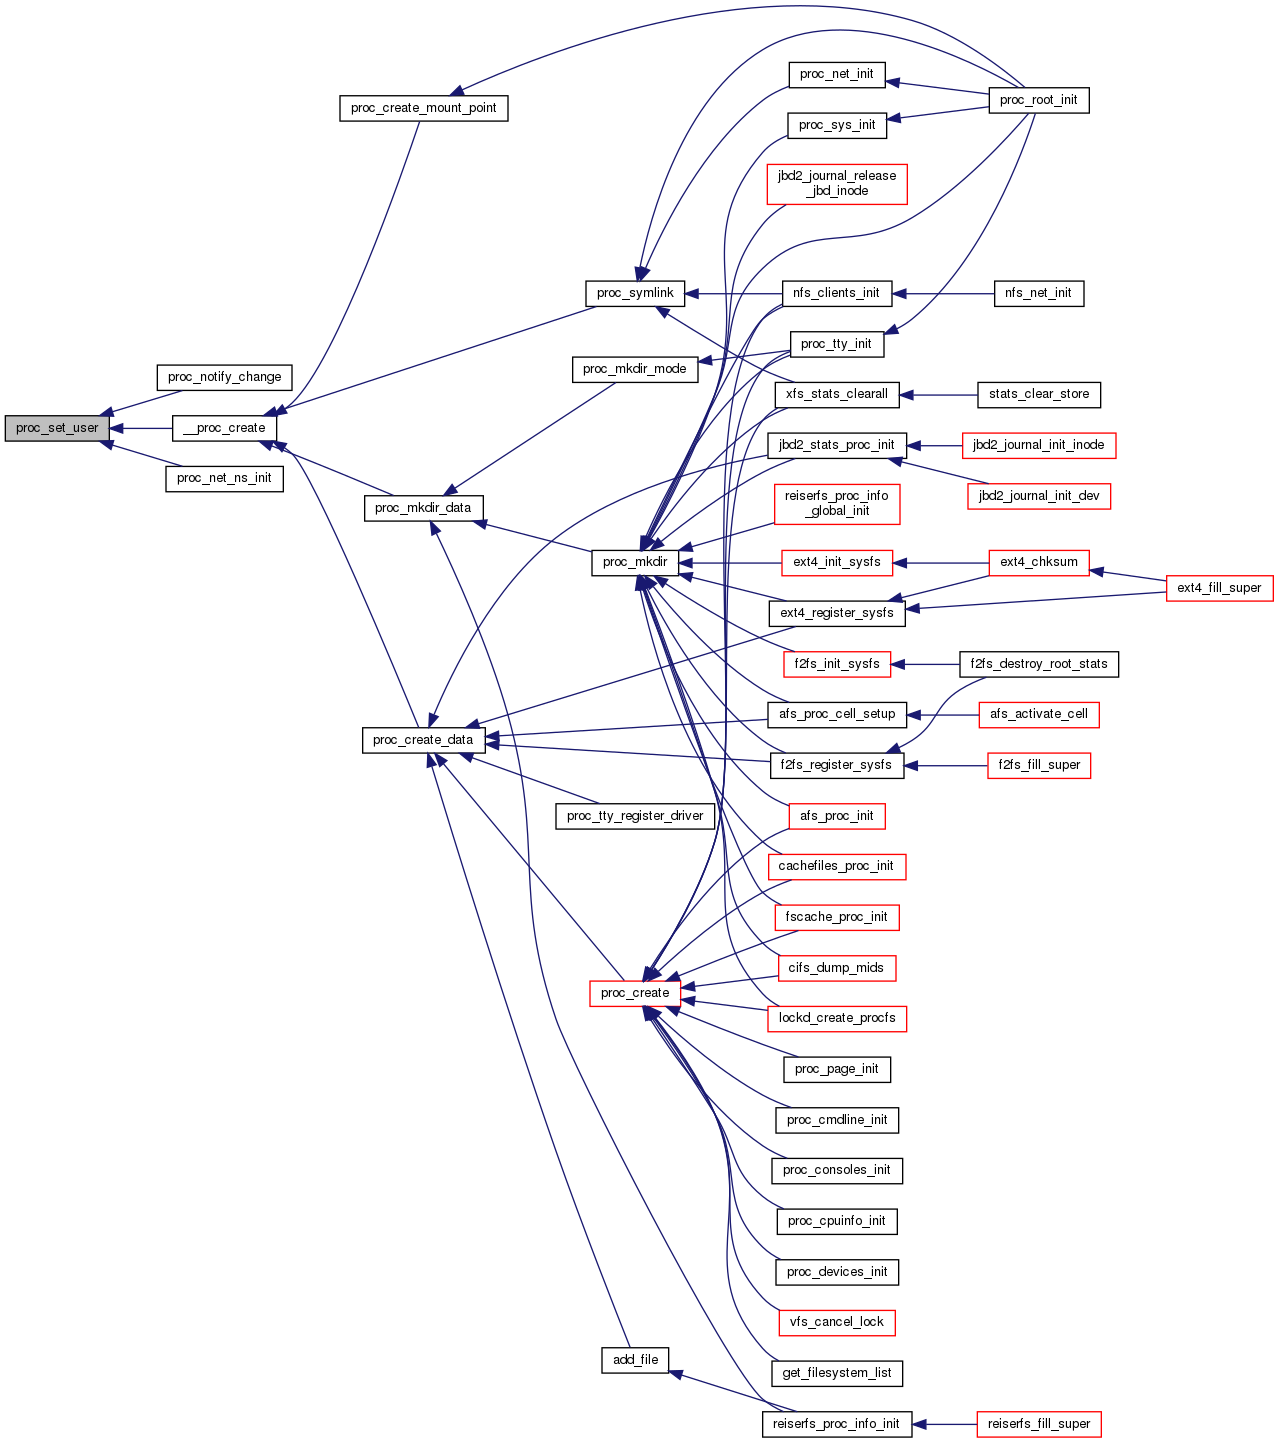 proc_net_init
proc_root_init
proc_create_mount_point
proc_sys_init
jbd2_journal_release
_jbd_inode
proc_symlink
nfs_clients_init
nfs_net_init
proc_tty_init
proc_mkdir_mode
proc_notify_change
xfs_stats_clearall
stats_clear_store
proc_set_user
__proc_create
jbd2_stats_proc_init
jbd2_journal_init_inode
proc_net_ns_init
jbd2_journal_init_dev
reiserfs_proc_info
_global_init
proc_mkdir_data
proc_mkdir
ext4_init_sysfs
ext4_chksum
ext4_fill_super
ext4_register_sysfs
f2fs_init_sysfs
f2fs_destroy_root_stats
afs_proc_cell_setup
afs_activate_cell
proc_create_data
f2fs_register_sysfs
f2fs_fill_super
proc_tty_register_driver
afs_proc_init
cachefiles_proc_init
fscache_proc_init
cifs_dump_mids
proc_create
lockd_create_procfs
proc_page_init
proc_cmdline_init
proc_consoles_init
proc_cpuinfo_init
proc_devices_init
vfs_cancel_lock
add_file
get_filesystem_list
reiserfs_proc_info_init
reiserfs_fill_super